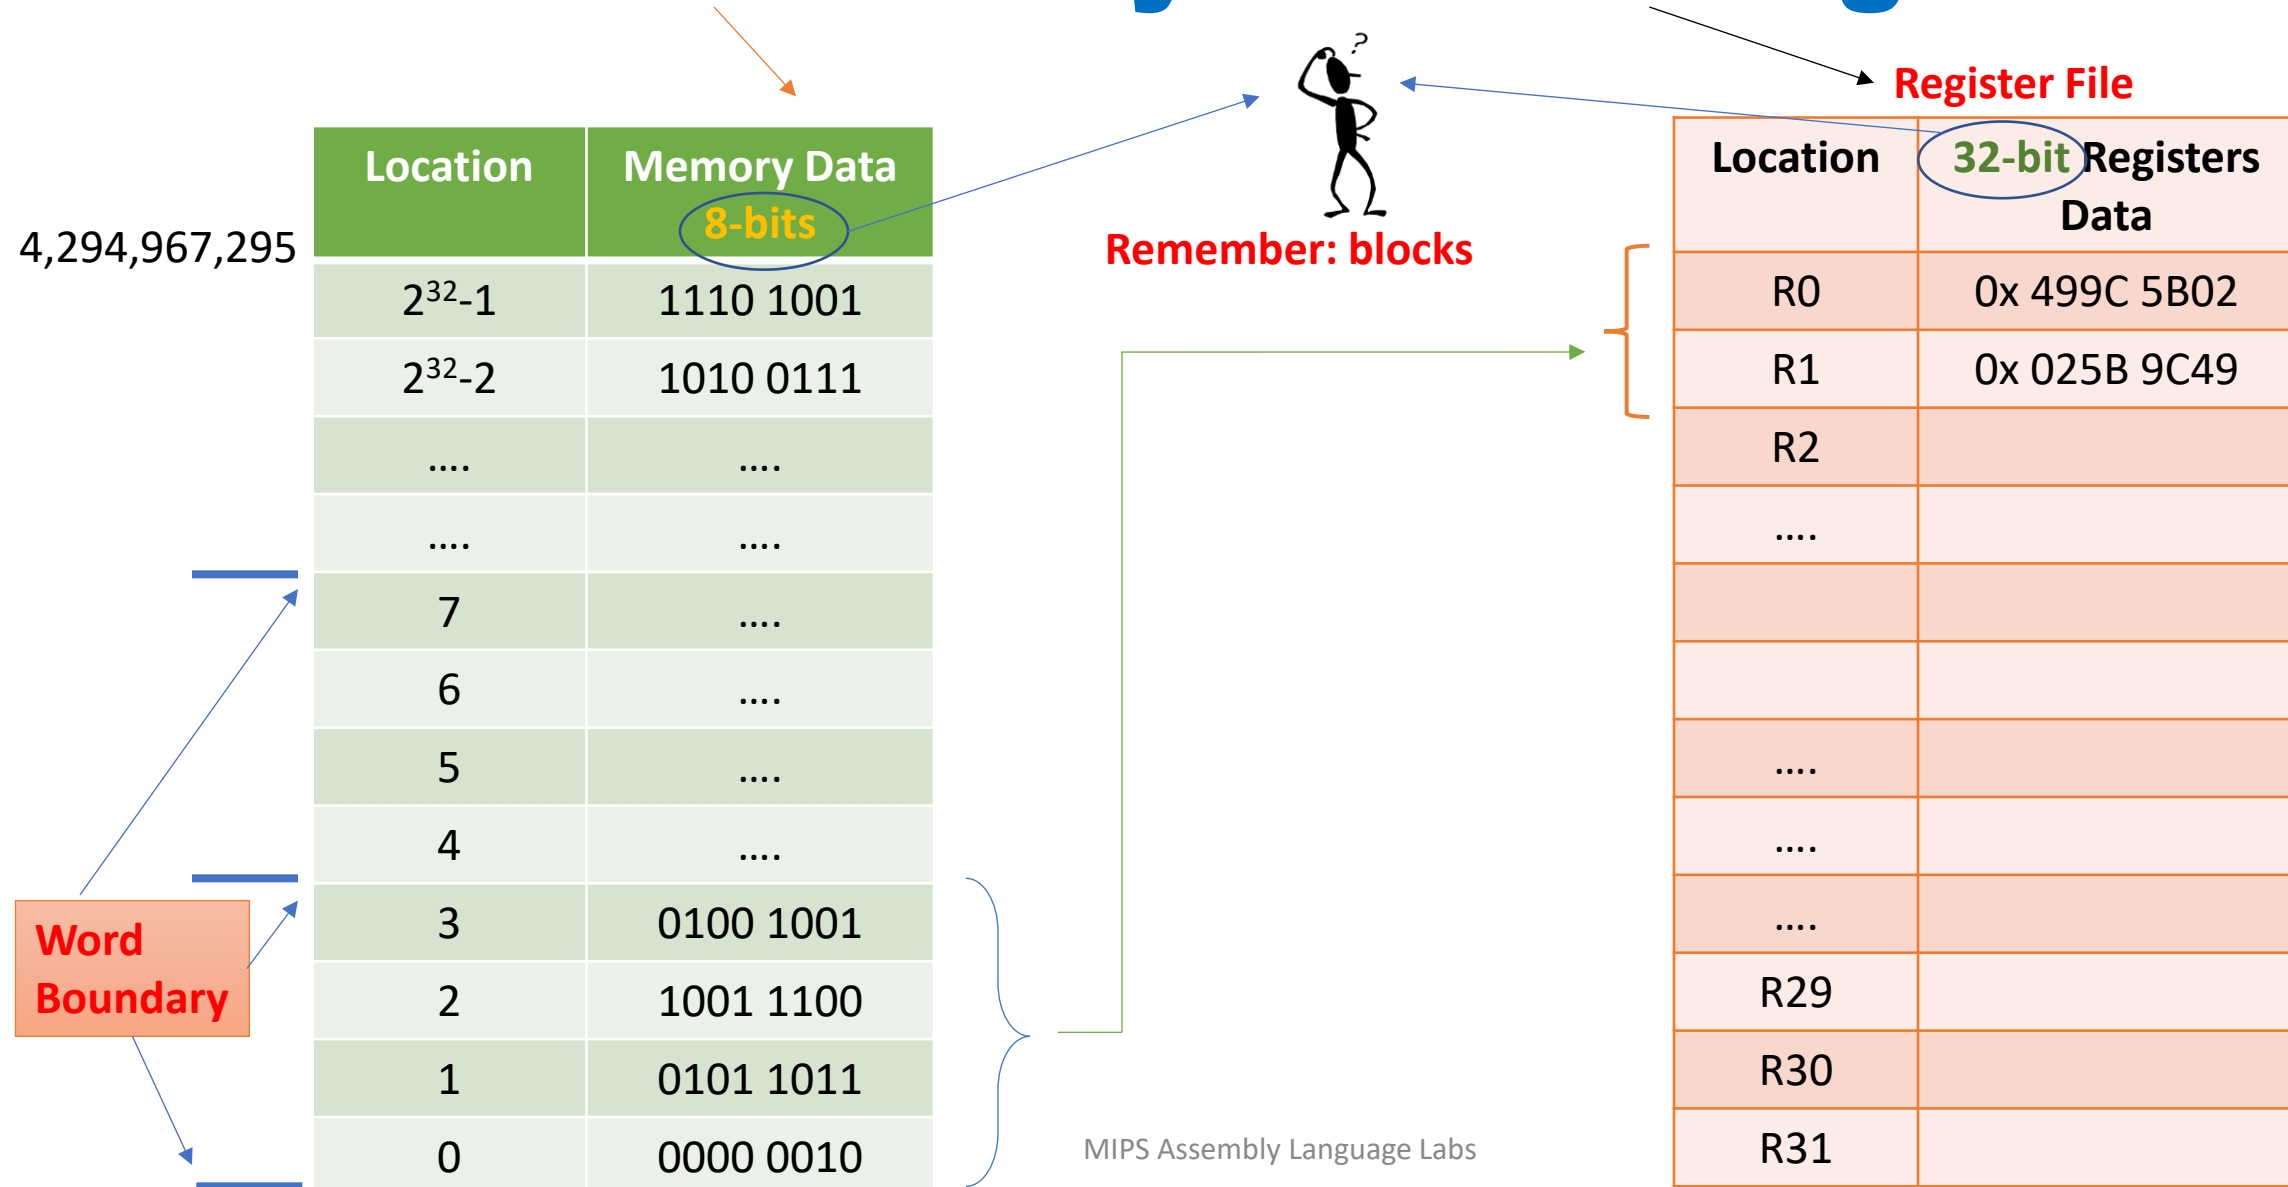 Register File
?
Location Memory Data
8-bits
4,294,967,295
2³²-1 1110 1001
2³²-2 1010 0111
.... ....
.... ....
7 ....
6 ....
5 ....
4 ....
3 0100 1001
2 1001 1100
1 0101 1011
0 0000 0010
Word
Boundary
Remember: blocks
Location 32-bit Registers
Data
R0 0x 499C 5B02
R1 0x 025B 9C49
R2
....
....
....
....
R29
R30
R31
MIPS Assembly Language Labs